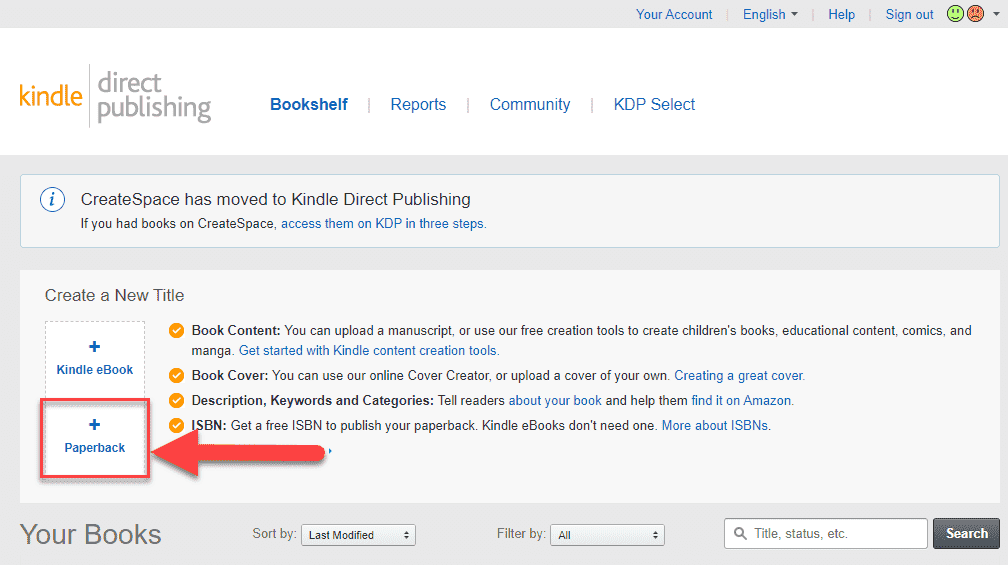 Your Account English Help Sign out
kindle direct publishing
Bookshelf Reports Community KDP Select
CreateSpace has moved to Kindle Direct Publishing
If you had books on CreateSpace, access them on KDP in three steps.
Create a New Title
+
Kindle eBook
+
Paperback
Book Content: You can upload a manuscript, or use our free creation tools to create children's books, educational content, comics, and
manga. Get started with Kindle content creation tools.
Book Cover: You can use our online Cover Creator, or upload a cover of your own. Creating a great cover.
Description, Keywords and Categories: Tell readers about your book and help them find it on Amazon.
ISBN: Get a free ISBN to publish your paperback. Kindle eBooks don't need one. More about ISBNs.
Your Books Sort by: Last Modified Filter by: All Title, status, etc. Search